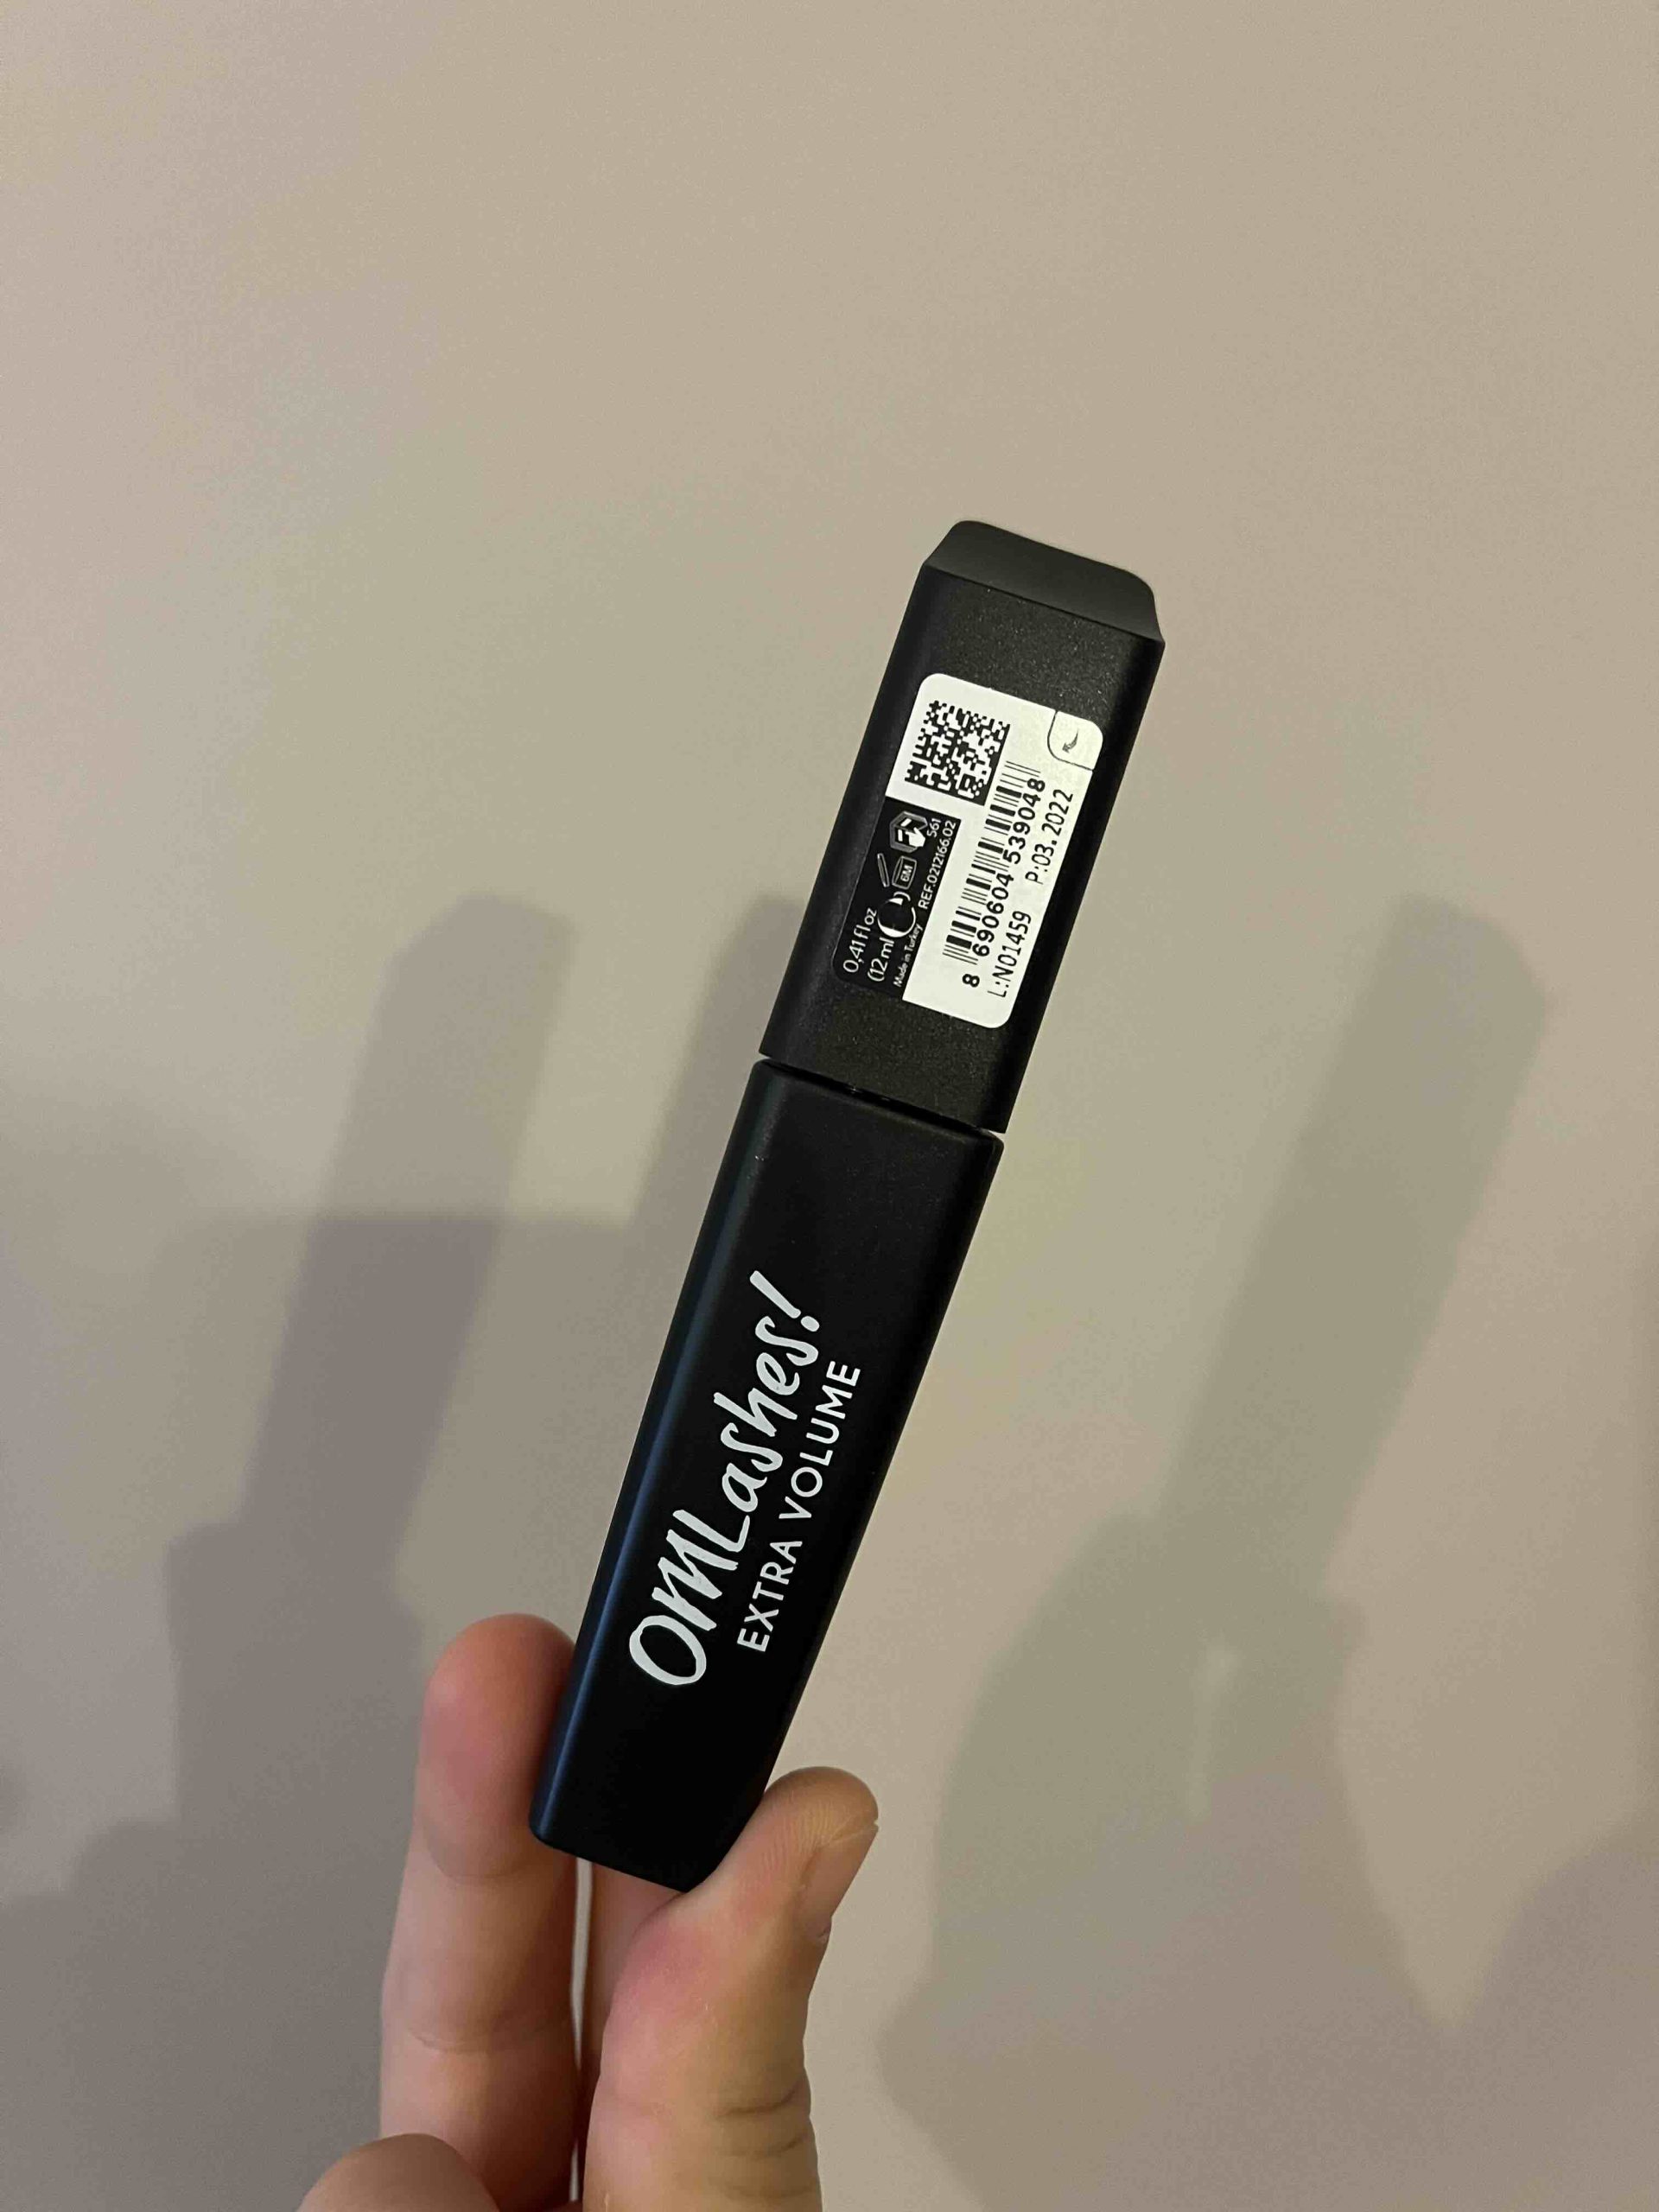 OMLashes!
EXTRA VOLUME
0,41 fl oz
(12 ml)
Made in Turkey
6M
561
REF.0212166.02
8 690604 539048
L:N01459 P:03.2022